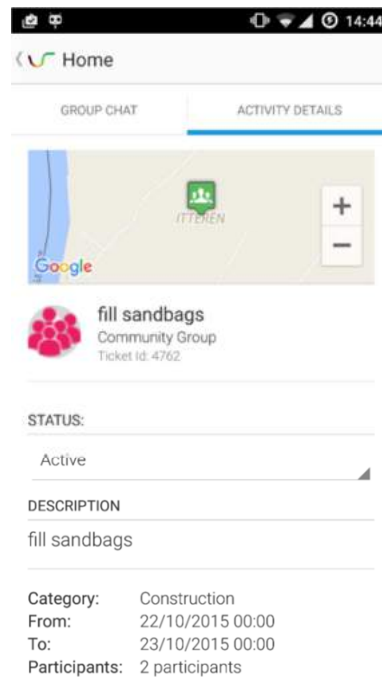 14:44
Home
GROUP CHAT
ACTIVITY DETAILS
ITTEREN
+
−
Google
fill sandbags
Community Group
Ticket Id: 4762
STATUS:
Active
DESCRIPTION
fill sandbags
Category: Construction
From: 22/10/2015 00:00
To: 23/10/2015 00:00
Participants: 2 participants